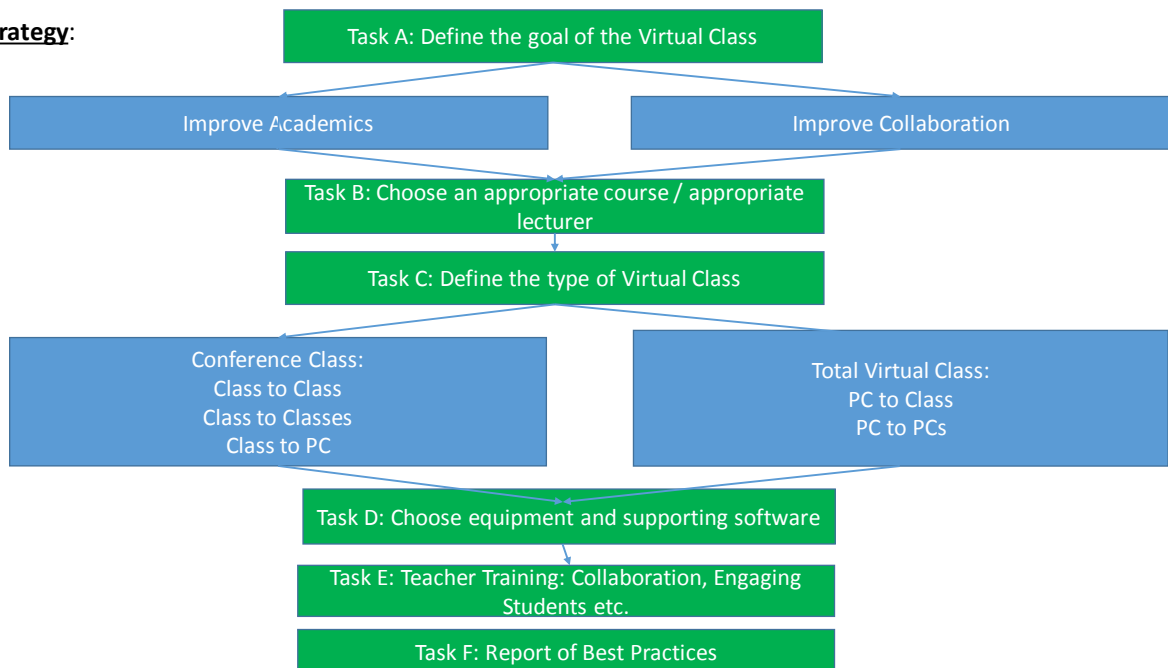 rategy:
Task A: Define the goal of the Virtual Class
Improve Academics
Improve Collaboration
Task B: Choose an appropriate course / appropriate
lecturer
Task C: Define the type of Virtual Class
Conference Class:
Class to Class
Class to Classes
Class to PC
Total Virtual Class:
PC to Class
PC to PCs
Task D: Choose equipment and supporting software
Task E: Teacher Training: Collaboration, Engaging
Students etc.
Task F: Report of Best Practices